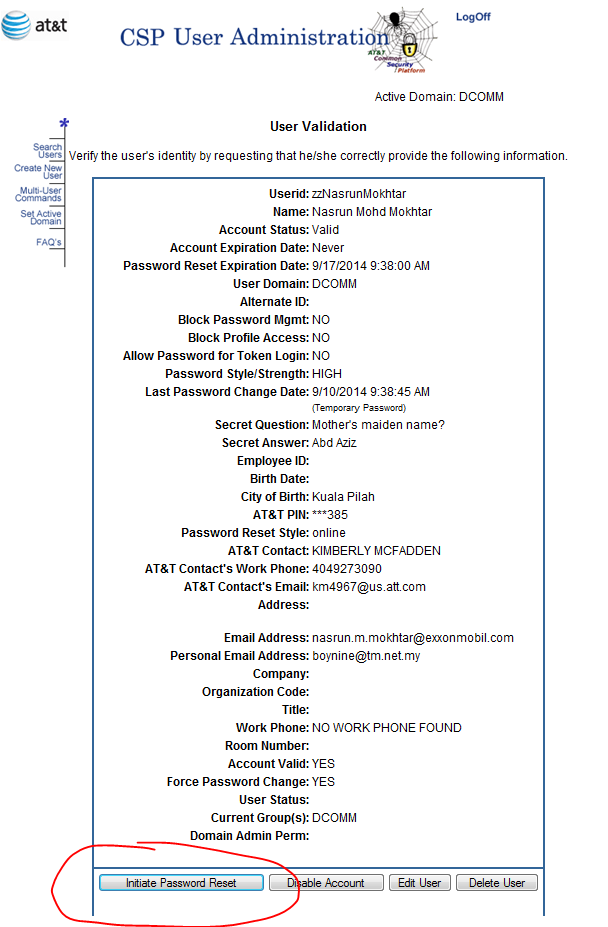 at&t
CSP User Administration
AT&T
Common
Security
Platform
LogOff
Active Domain: DCOMM
*
Search
Users
Create New
User
Multi-User
Commands
Set Active
Domain
FAQ's
User Validation
Verify the user's identity by requesting that he/she correctly provide the following information.
Userid: zzNasrunMokhtar
Name: Nasrun Mohd Mokhtar
Account Status: Valid
Account Expiration Date: Never
Password Reset Expiration Date: 9/17/2014 9:38:00 AM
User Domain: DCOMM
Alternate ID:
Block Password Mgmt: NO
Block Profile Access: NO
Allow Password for Token Login: NO
Password Style/Strength: HIGH
Last Password Change Date: 9/10/2014 9:38:45 AM
(Temporary Password)
Secret Question: Mother's maiden name?
Secret Answer: Abd Aziz
Employee ID:
Birth Date:
City of Birth: Kuala Pilah
AT&T PIN: ***385
Password Reset Style: online
AT&T Contact: KIMBERLY MCFADDEN
AT&T Contact's Work Phone: 4049273090
AT&T Contact's Email: km4967@us.att.com
Address:
Email Address: nasrun.m.mokhtar@exxonmobil.com
Personal Email Address: boynine@tm.net.my
Company:
Organization Code:
Title:
Work Phone: NO WORK PHONE FOUND
Room Number:
Account Valid: YES
Force Password Change: YES
User Status:
Current Group(s): DCOMM
Domain Admin Perm:
Initiate Password Reset Disable Account Edit User Delete User